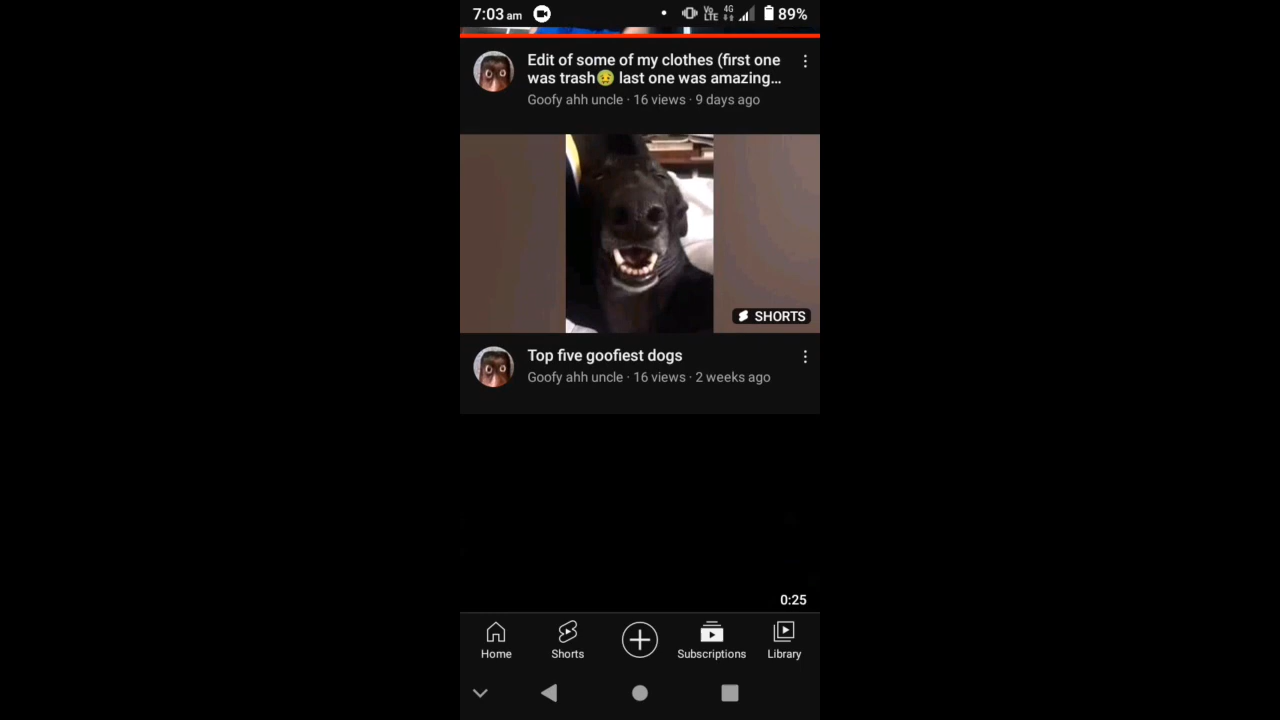 7:03 am VoLTE 4G 89%
Edit of some of my clothes (first one
was trash🤢 last one was amazing...
Goofy ahh uncle · 16 views · 9 days ago
SHORTS
Top five goofiest dogs
Goofy ahh uncle · 16 views · 2 weeks ago
0:25
Home Shorts Subscriptions Library